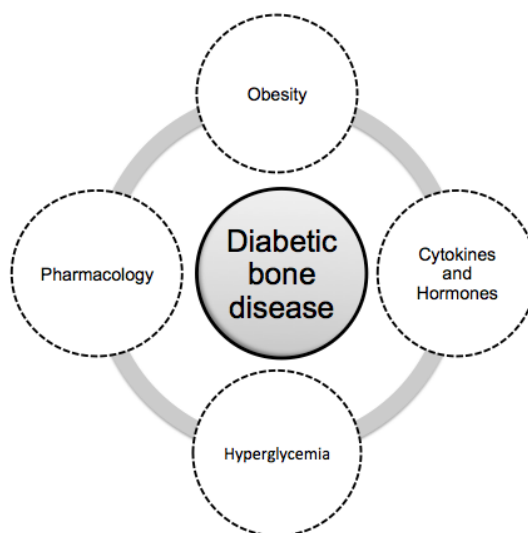 Obesity
Pharmacology
Diabetic
bone
disease
Cytokines
and
Hormones
Hyperglycemia